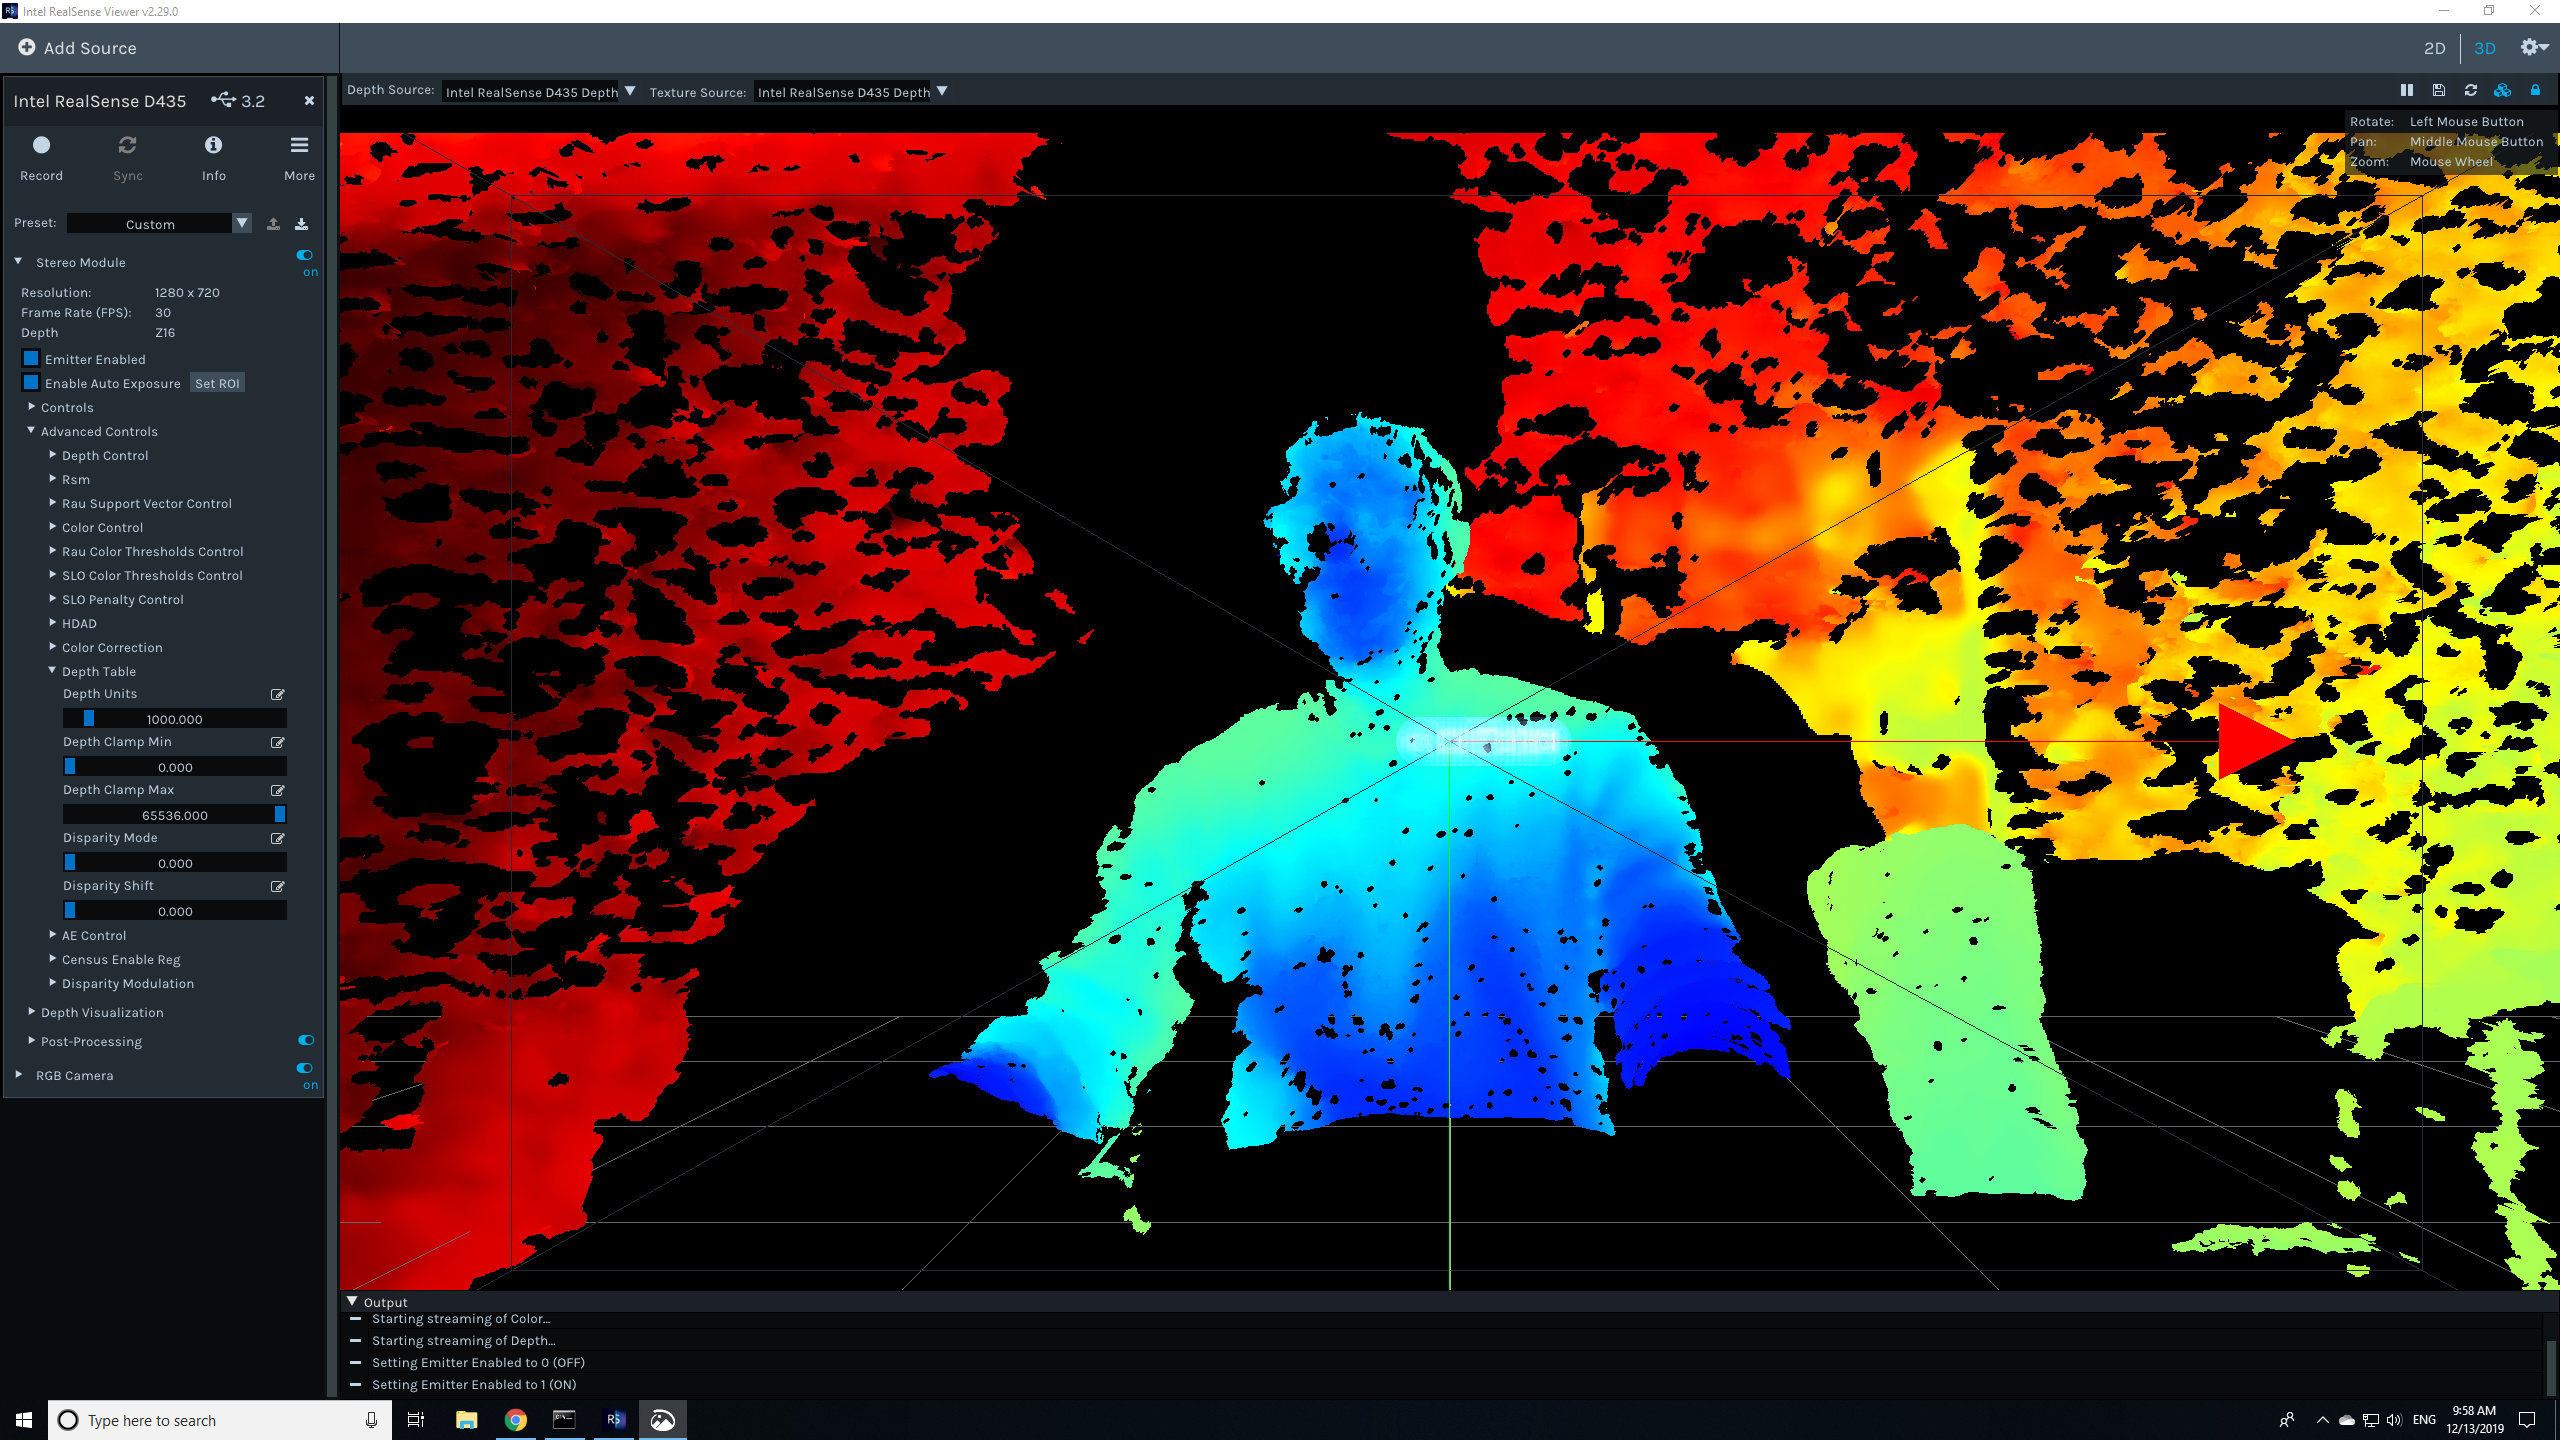 Intel RealSense Viewer v2.29.0
Add Source
2D
3D
Intel RealSense D435
3.2
Depth Source:
Intel RealSense D435 Depth
Texture Source:
Intel RealSense D435 Depth
Rotate: Left Mouse Button
Pan: Middle Mouse Button
Zoom: Mouse Wheel
Record
Sync
Info
More
Preset:
Custom
Stereo Module
on
Resolution: 1280 x 720
Frame Rate (FPS): 30
Depth Z16
Emitter Enabled
Enable Auto Exposure
Set ROI
Controls
Advanced Controls
Depth Control
Rsm
Rau Support Vector Control
Color Control
Rau Color Thresholds Control
SLO Color Thresholds Control
SLO Penalty Control
HDAD
Color Correction
Depth Table
Depth Units
1000.000
Depth Clamp Min
0.000
Depth Clamp Max
65536.000
Disparity Mode
0.000
Disparity Shift
0.000
AE Control
Census Enable Reg
Disparity Modulation
Depth Visualization
Post-Processing
RGB Camera
on
Output
Starting streaming of Color...
Starting streaming of Depth...
Setting Emitter Enabled to 0 (OFF)
Setting Emitter Enabled to 1 (ON)
Type here to search
RS
ENG
9:58 AM
12/13/2019